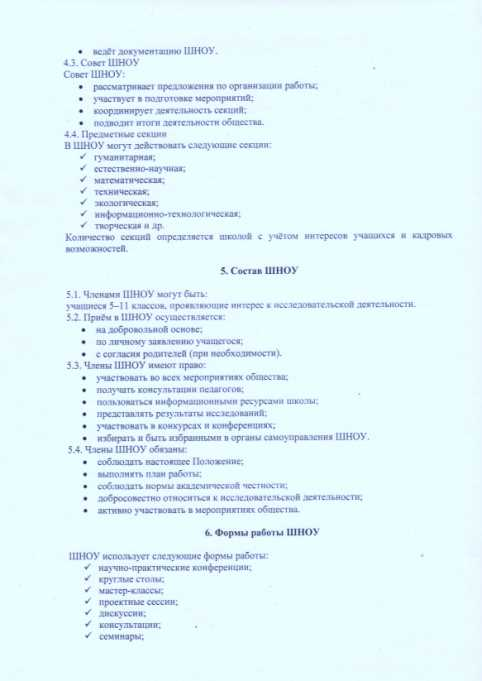 • ведёт документацию ШНОУ.
4.3. Совет ШНОУ
Совет ШНОУ:
• рассматривает предложения по организации работы;
• участвует в подготовке мероприятий;
• координирует деятельность секций;
• подводит итоги деятельности общества.
4.4. Предметные секции
В ШНОУ могут действовать следующие секции:
✓ гуманитарная;
✓ естественно-научная;
✓ математическая;
✓ техническая;
✓ экологическая;
✓ информационно-технологическая;
✓ творческая и др.
Количество секций определяется школой с учётом интересов учащихся и кадровых
возможностей.
5. Состав ШНОУ
5.1. Членами ШНОУ могут быть:
учащиеся 5–11 классов, проявляющие интерес к исследовательской деятельности.
5.2. Приём в ШНОУ осуществляется:
• на добровольной основе;
• по личному заявлению учащегося;
• с согласия родителей (при необходимости).
5.3. Члены ШНОУ имеют право:
• участвовать во всех мероприятиях общества;
• получать консультации педагогов;
• пользоваться информационными ресурсами школы;
• представлять результаты исследований;
• участвовать в конкурсах и конференциях;
• избирать и быть избранными в органы самоуправления ШНОУ.
5.4. Члены ШНОУ обязаны:
• соблюдать настоящее Положение;
• выполнять план работы;
• соблюдать нормы академической честности;
• добросовестно относиться к исследовательской деятельности;
• активно участвовать в мероприятиях общества.
6. Формы работы ШНОУ
ШНОУ использует следующие формы работы:
✓ научно-практические конференции;
✓ круглые столы;
✓ мастер-классы;
✓ проектные сессии;
✓ дискуссии;
✓ консультации;
✓ семинары;